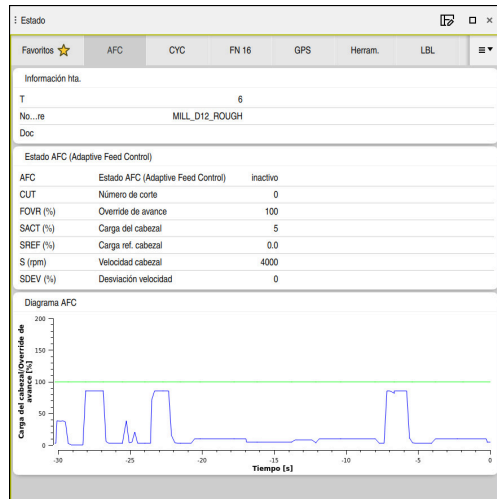 Estado
Favoritos AFC CYC FN 16 GPS Herram. LBL
Información hta.
T 6
No...re MILL_D12_ROUGH
Doc
Estado AFC (Adaptive Feed Control)
AFC Estado AFC (Adaptive Feed Control) inactivo
CUT Número de corte 0
FOVR (%) Override de avance 100
SACT (%) Carga del cabezal 5
SREF (%) Carga ref. cabezal 0.0
S (rpm) Velocidad cabezal 4000
SDEV (%) Desviación velocidad 0
Diagrama AFC
Carga del cabezal/Override de
avance [%]
200
150
100
50
0
-30 -25 -20 -15 -10 -5 0
Tiempo [s]